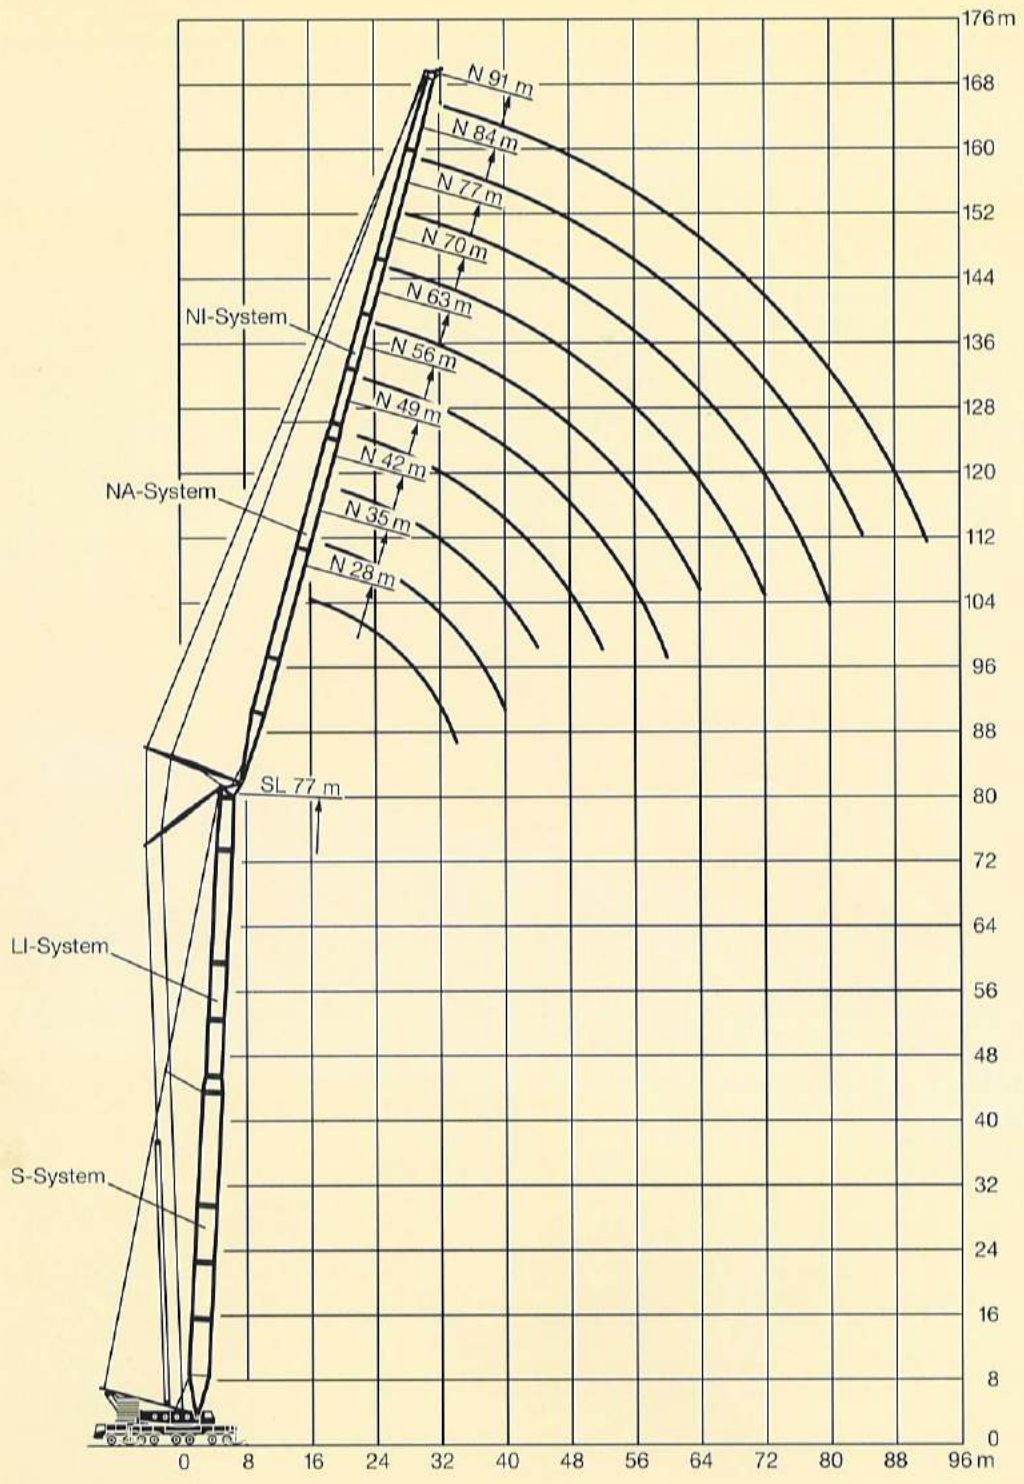 176 m
N 91 m
168
N 84 m
160
N 77 m
152
N 70 m
144
N 63 m
NI-System
136
N 56 m
128
N 49 m
120
N 42 m
NA-System
N 35 m
112
N 28 m
104
96
88
SL 77 m
80
72
64
LI-System
56
48
40
S-System
32
24
16
8
0
0 8 16 24 32 40 48 56 64 72 80 88 96 m